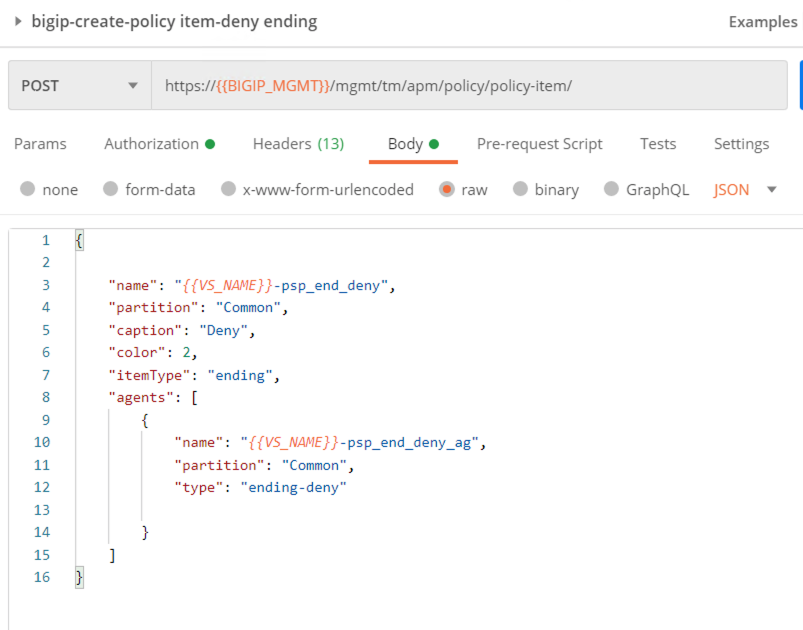 bigip-create-policy item-deny ending Examples
POST https://{{BIGIP_MGMT}}/mgmt/tm/apm/policy/policy-item/
Params Authorization Headers (13) Body Pre-request Script Tests Settings
none form-data x-www-form-urlencoded raw binary GraphQL JSON
1 {
2
3 "name": "{{VS_NAME}}-psp_end_deny",
4 "partition": "Common",
5 "caption": "Deny",
6 "color": 2,
7 "itemType": "ending",
8 "agents": [
9 {
10 "name": "{{VS_NAME}}-psp_end_deny_ag",
11 "partition": "Common",
12 "type": "ending-deny"
13
14 }
15 ]
16 }